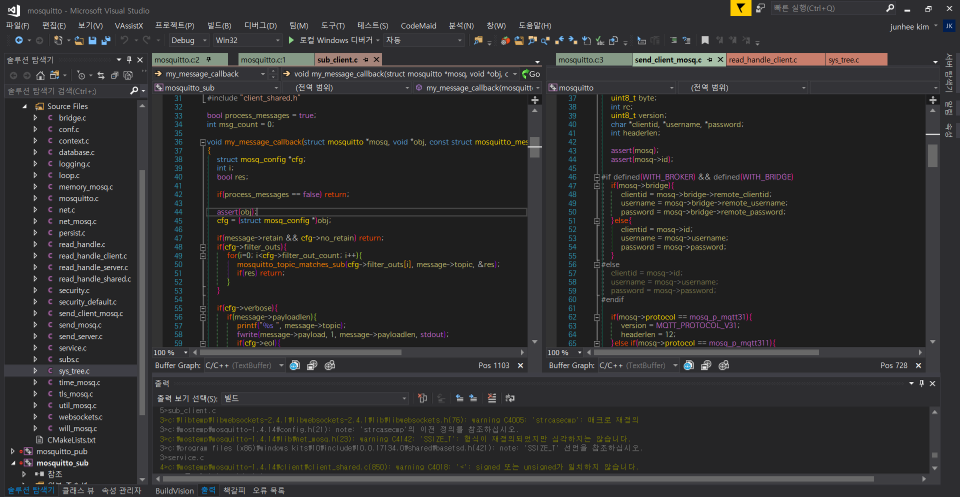 mosquitto - Microsoft Visual Studio
빠른 실행(Ctrl+Q)
파일(F) 편집(E) 보기(V) VAssistX 프로젝트(P) 빌드(B) 디버그(D) 팀(M) 도구(T) 테스트(S) CodeMaid 분석(N) 창(W) 도움말(H)
junhee kim
Debug Win32 로컬 Windows 디버거 자동
솔루션 탐색기
솔루션 탐색기 검색(Ctrl+;)
Source Files
bridge.c
conf.c
context.c
database.c
logging.c
loop.c
memory_mosq.c
mosquitto.c
net.c
net_mosq.c
persist.c
read_handle.c
read_handle_client.c
read_handle_server.c
read_handle_shared.c
security.c
security_default.c
send_client_mosq.c
send_mosq.c
send_server.c
service.c
subs.c
sys_tree.c
time_mosq.c
tls_mosq.c
util_mosq.c
websockets.c
will_mosq.c
CMakeLists.txt
mosquitto_pub
mosquitto_sub
참조
솔루션 탐색기 클래스 뷰 속성 관리자
mosquitto.c2 mosquitto.c1 sub_client.c
my_message_callback void my_message_callback(struct mosquitto *mosq, void *obj, c Go
mosquitto_sub (전역 범위) my_message_callback(mosquitt
31 #include "client_shared.h"
32
33 bool process_messages = true;
34 int msg_count = 0;
35
36 void my_message_callback(struct mosquitto *mosq, void *obj, const struct mosquitto_mes
37 {
38 struct mosq_config *cfg;
39 int i;
40 bool res;
41
42 if(process_messages == false) return;
43
44 assert(obj);
45 cfg = (struct mosq_config *)obj;
46
47 if(message->retain && cfg->no_retain) return;
48 if(cfg->filter_outs){
49 for(i=0; i<cfg->filter_out_count; i++){
50 mosquitto_topic_matches_sub(cfg->filter_outs[i], message->topic, &res);
51 if(res) return;
52 }
53 }
54
55 if(cfg->verbose){
56 if(message->payloadlen){
57 printf("%s ", message->topic);
58 fwrite(message->payload, 1, message->payloadlen, stdout);
59 if(cfg->eol){
100 %
Buffer Graph: C/C++ (TextBuffer) Pos 1103
mosquitto.c3 send_client_mosq.c read_handle_client.c sys_tree.c
mosquitto (전역 범위)
37 uint8_t byte;
38 int rc;
39 uint8_t version;
40 char *clientid, *username, *password;
41 int headerlen;
42
43 assert(mosq);
44 assert(mosq->id);
45
46 #if defined(WITH_BROKER) && defined(WITH_BRIDGE)
47 if(mosq->bridge){
48 clientid = mosq->bridge->remote_clientid;
49 username = mosq->bridge->remote_username;
50 password = mosq->bridge->remote_password;
51 }else{
52 clientid = mosq->id;
53 username = mosq->username;
54 password = mosq->password;
55 }
56 #else
57 clientid = mosq->id;
58 username = mosq->username;
59 password = mosq->password;
60 #endif
61
62 if(mosq->protocol == mosq_p_mqtt31){
63 version = MQTT_PROTOCOL_V31;
64 headerlen = 12;
65 }else if(mosq->protocol == mosq_p_mqtt311){
100 %
Buffer Graph: C/C++ (TextBuffer) Pos 728
서버 탐색기
알림
속성
출력
출력 보기 선택(S): 빌드
5>sub_client.c
3>c:\libtemp\libwebsockets-2.4.1\libwebsockets-2.4.1\lib\libwebsockets.h(76): warning C4005: 'strcasecmp': 매크로 재정의
3>c:\mostemp\mosquitto-1.4.14\config.h(21): note: 'strcasecmp'의 이전 정의를 참조하십시오.
3>c:\mostemp\mosquitto-1.4.14\lib\net_mosq.h(23): warning C4142: 'SSIZE_T': 형식이 재정의되었지만 심각하지는 않습니다.
3>c:\program files (x86)\windows kits\10\include\10.0.17134.0\shared\basetsd.h(421): note: 'SSIZE_T' 선언을 참조하십시오.
3>service.c
4>c:\mostemp\mosquitto-1.4.14\client\client_shared.c(850): warning C4018: '<': signed 또는 unsigned가 일치하지 않습니다.
BuildVision 출력 책갈피 오류 목록